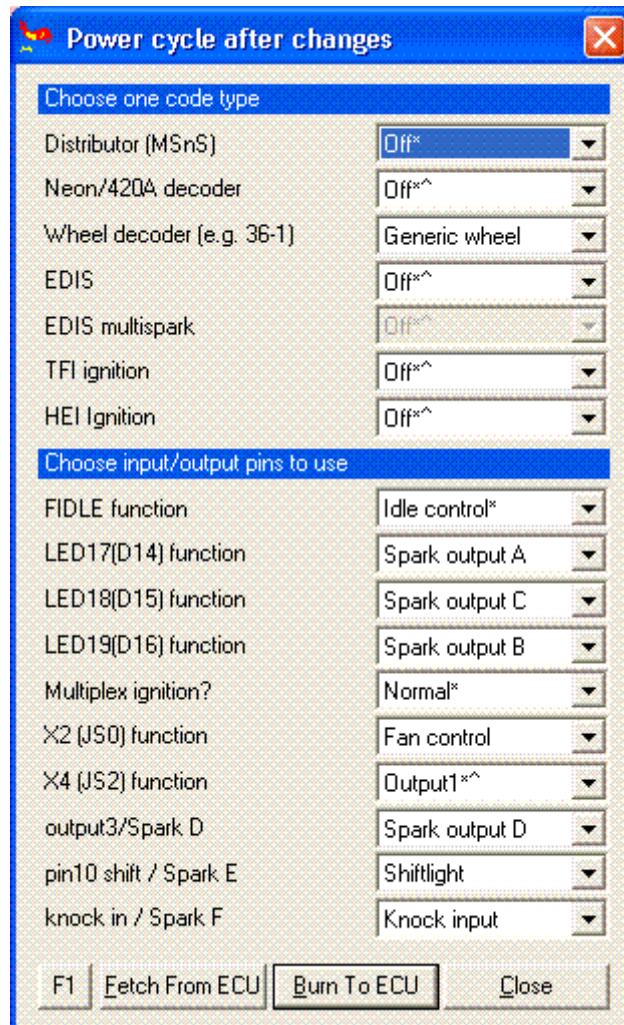 Power cycle after changes
Choose one code type
Distributor (MSnS) Off*
Neon/420A decoder Off*^
Wheel decoder (e.g. 36-1) Generic wheel
EDIS Off*^
EDIS multispark Off*^
TFI ignition Off*^
HEI Ignition Off*^
Choose input/output pins to use
FIDLE function Idle control*
LED17(D14) function Spark output A
LED18(D15) function Spark output C
LED19(D16) function Spark output B
Multiplex ignition? Normal*
X2 (JS0) function Fan control
X4 (JS2) function Output1*^
output3/Spark D Spark output D
pin10 shift / Spark E Shiftlight
knock in / Spark F Knock input
F1 Fetch From ECU Burn To ECU Close